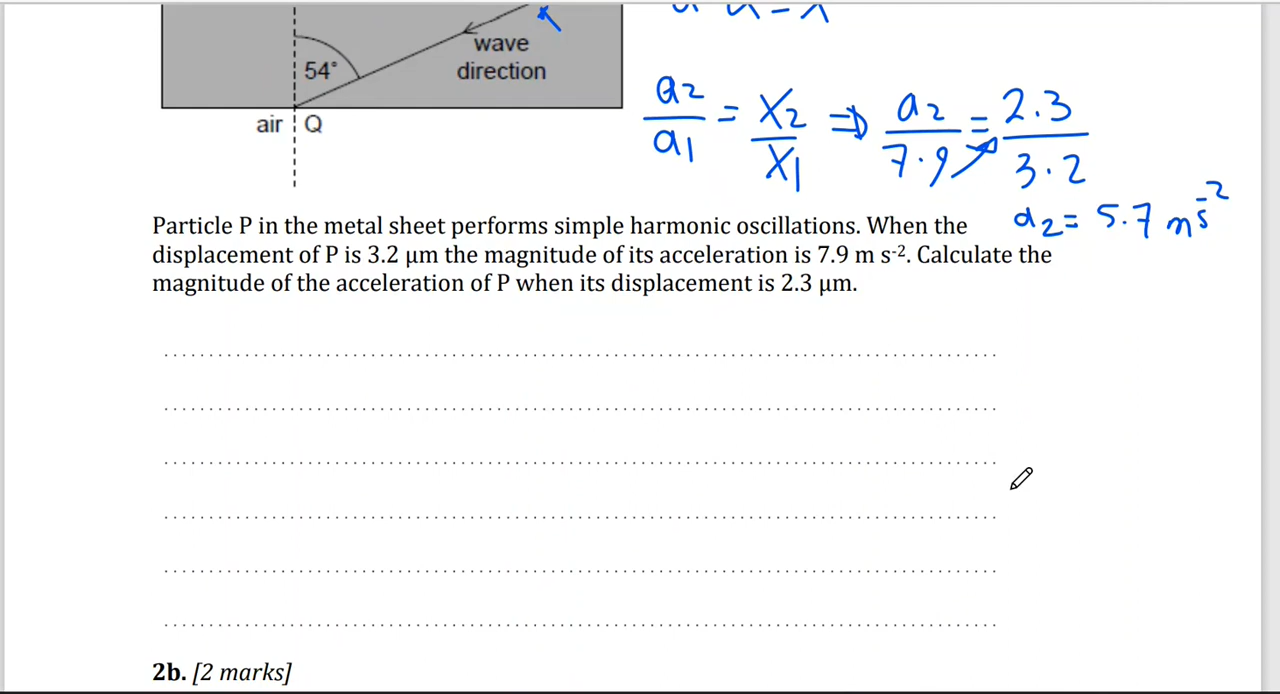 wave
direction
54°
air Q
a2/a1 = x2/x1 ⇒ a2/7.9 = 2.3/3.2
a2 = 5.7 ms-2
Particle P in the metal sheet performs simple harmonic oscillations. When the
displacement of P is 3.2 μm the magnitude of its acceleration is 7.9 m s-2. Calculate the
magnitude of the acceleration of P when its displacement is 2.3 μm.
2b. [2 marks]